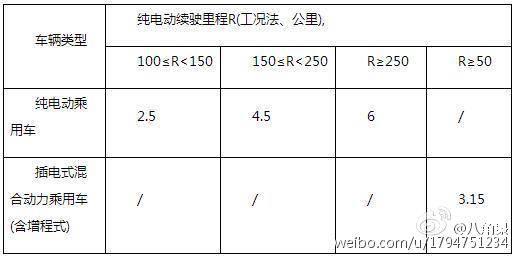 车辆类型
纯电动续驶里程R(工况法、公里),
100≤R<150 150≤R<250 R≥250 R≥50
纯电动乘
用车
2.5 4.5 6 /
插电式混
合动力乘用车
(含增程式)
/ / / 3.15
@八角录
weibo.com/u/1794751234